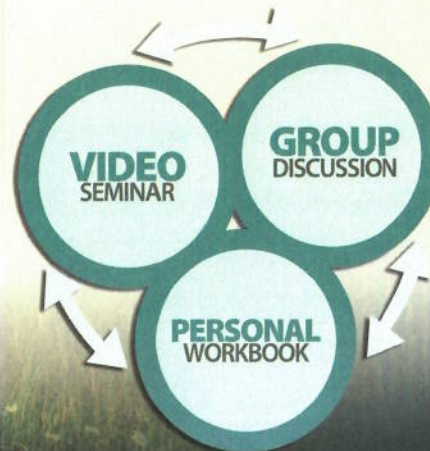 VIDEO
SEMINAR
GROUP
DISCUSSION
PERSONAL
WORKBOOK